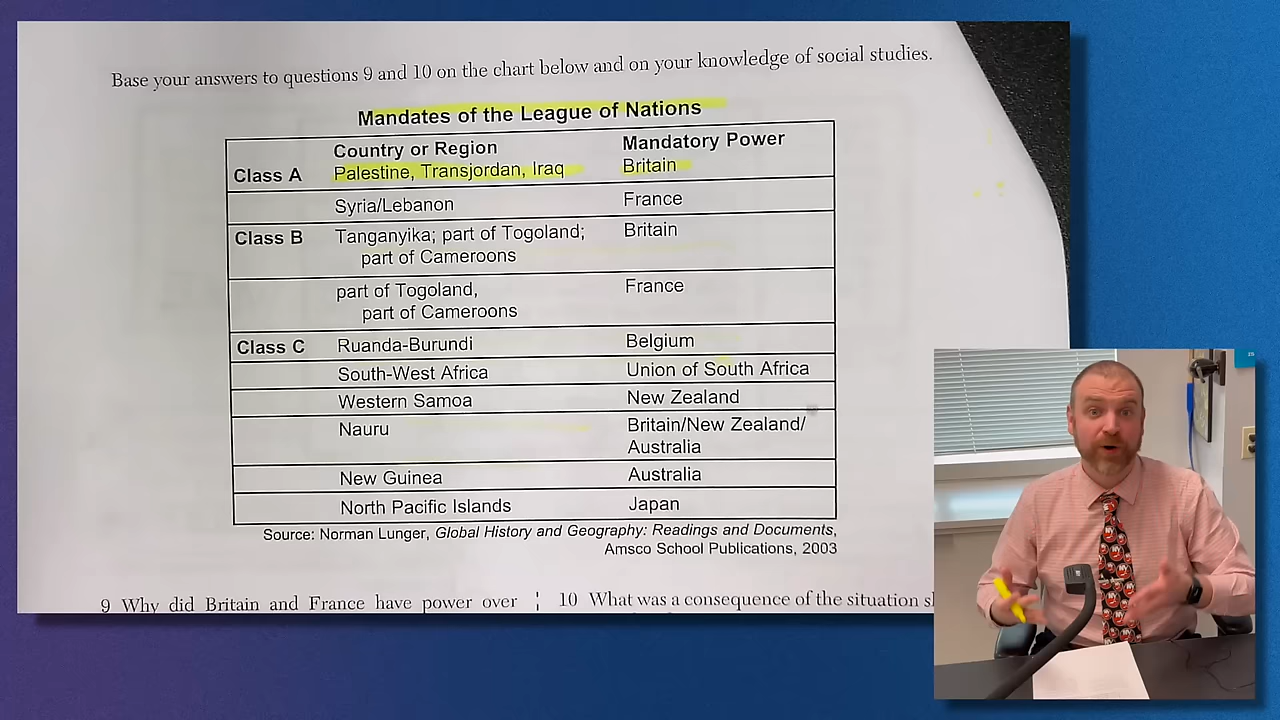 Base your answers to questions 9 and 10 on the chart below and on your knowledge of social studies.
Mandates of the League of Nations
Country or Region Mandatory Power
Class A Palestine, Transjordan, Iraq Britain
Syria/Lebanon France
Class B Tanganyika; part of Togoland; Britain
part of Cameroons
part of Togoland, France
part of Cameroons
Class C Ruanda-Burundi Belgium
South-West Africa Union of South Africa
Western Samoa New Zealand
Nauru Britain/New Zealand/
Australia
New Guinea Australia
North Pacific Islands Japan
Source: Norman Lunger, Global History and Geography: Readings and Documents,
Amsco School Publications, 2003
9 Why did Britain and France have power over
10 What was a consequence of the situation